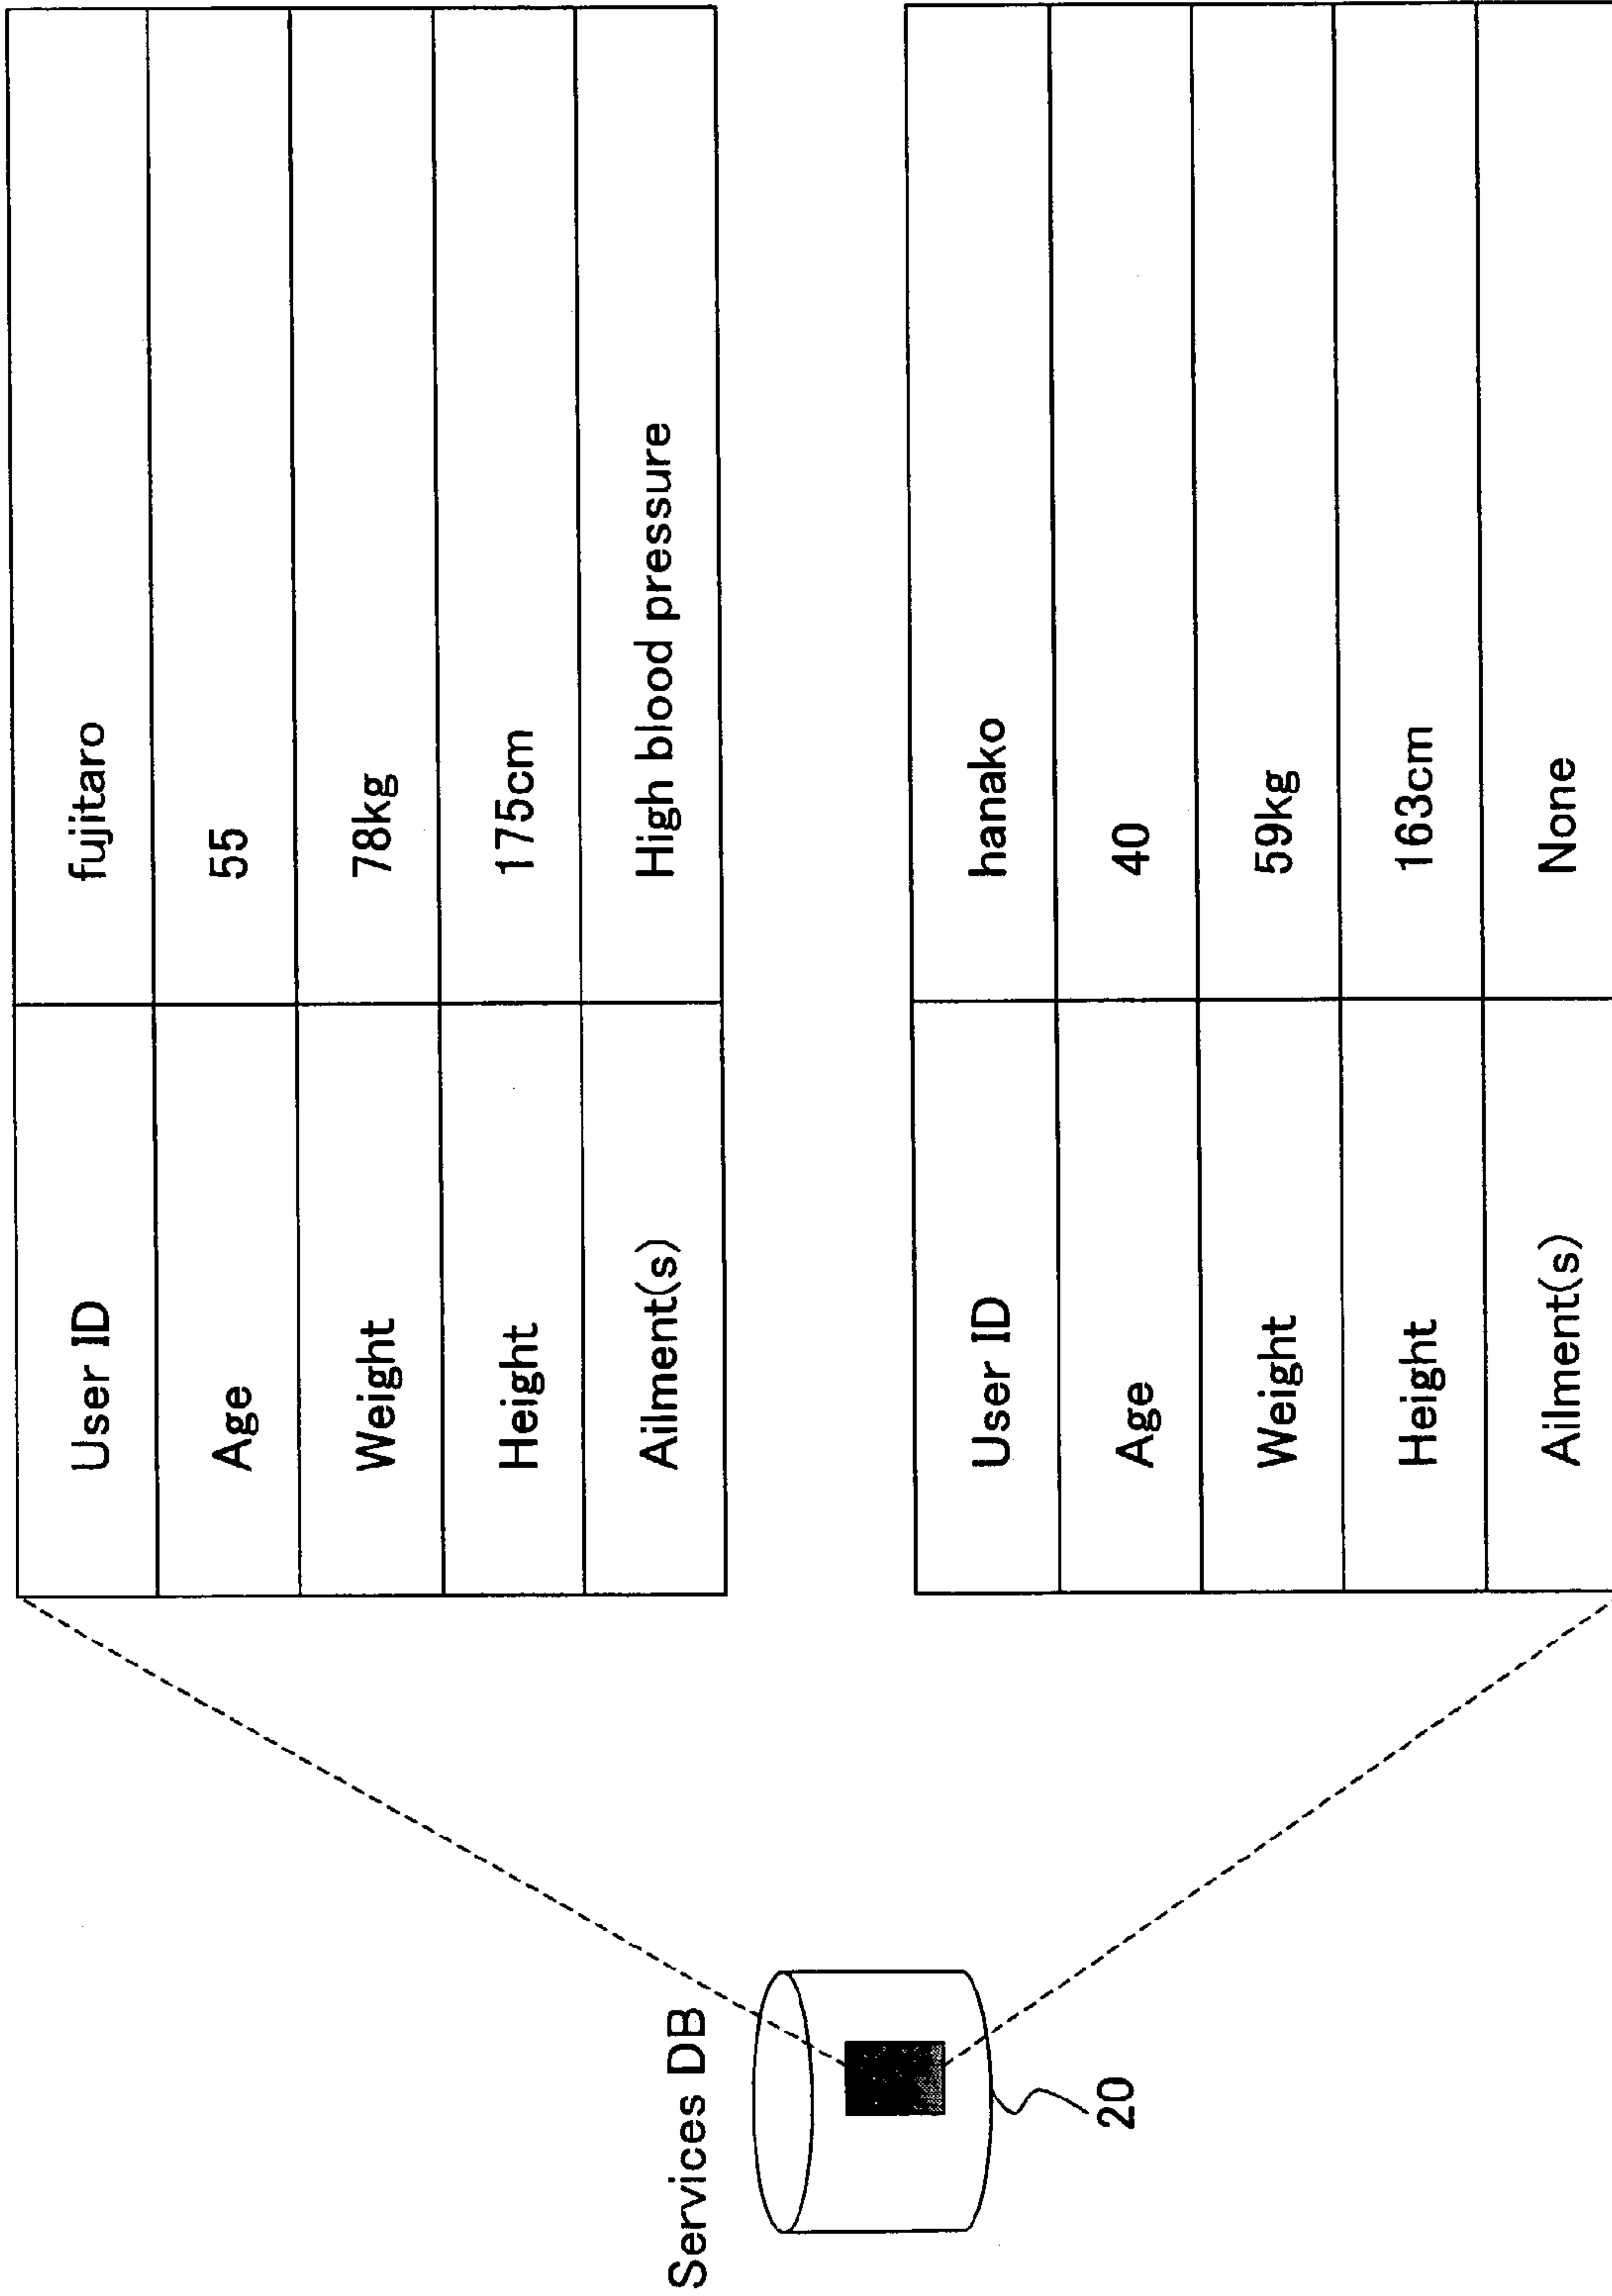 Services DB
20
User ID fujitaro
Age 55
Weight 78kg
Height 175cm
Ailment(s) High blood pressure
User ID hanako
Age 40
Weight 59kg
Height 163cm
Ailment(s) None